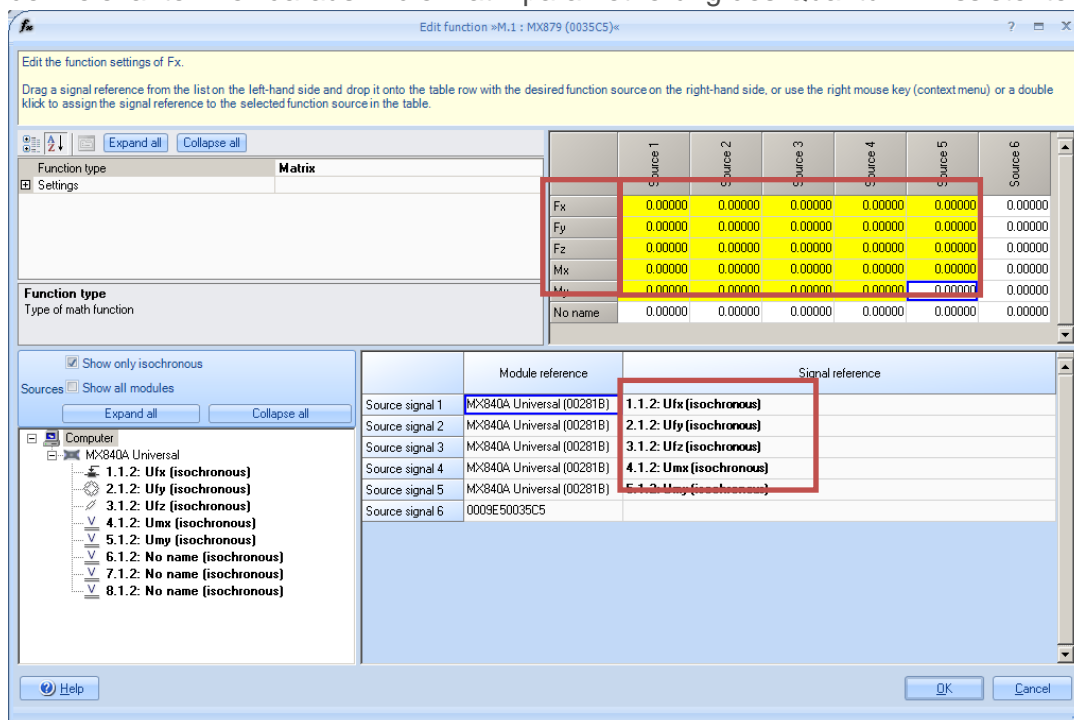 Edit function »M.1 : MX879 (0035C5)«
Edit the function settings of Fx.
Drag a signal reference from the list on the left-hand side and drop it onto the table row with the desired function source on the right-hand side, or use the right mouse key (context menu) or a double
klick to assign the signal reference to the selected function source in the table.
Expand all Collapse all
Function type Matrix
Settings
Function type
Type of math function
Source 1 Source 2 Source 3 Source 4 Source 5 Source 6
Fx 0.00000 0.00000 0.00000 0.00000 0.00000 0.00000
Fy 0.00000 0.00000 0.00000 0.00000 0.00000 0.00000
Fz 0.00000 0.00000 0.00000 0.00000 0.00000 0.00000
Mx 0.00000 0.00000 0.00000 0.00000 0.00000 0.00000
My 0.00000 0.00000 0.00000 0.00000 0.00000 0.00000
No name 0.00000 0.00000 0.00000 0.00000 0.00000 0.00000
Show only isochronous
Sources Show all modules
Expand all Collapse all
Computer
MX840A Universal
1.1.2: Ufx (isochronous)
2.1.2: Ufy (isochronous)
3.1.2: Ufz (isochronous)
4.1.2: Umx (isochronous)
5.1.2: Umy (isochronous)
6.1.2: No name (isochronous)
7.1.2: No name (isochronous)
8.1.2: No name (isochronous)
Module reference Signal reference
Source signal 1 MX840A Universal (00281B) 1.1.2: Ufx (isochronous)
Source signal 2 MX840A Universal (00281B) 2.1.2: Ufy (isochronous)
Source signal 3 MX840A Universal (00281B) 3.1.2: Ufz (isochronous)
Source signal 4 MX840A Universal (00281B) 4.1.2: Umx (isochronous)
Source signal 5 MX840A Universal (00281B) 5.1.2: Umy (isochronous)
Source signal 6 0009E50035C5
Help OK Cancel